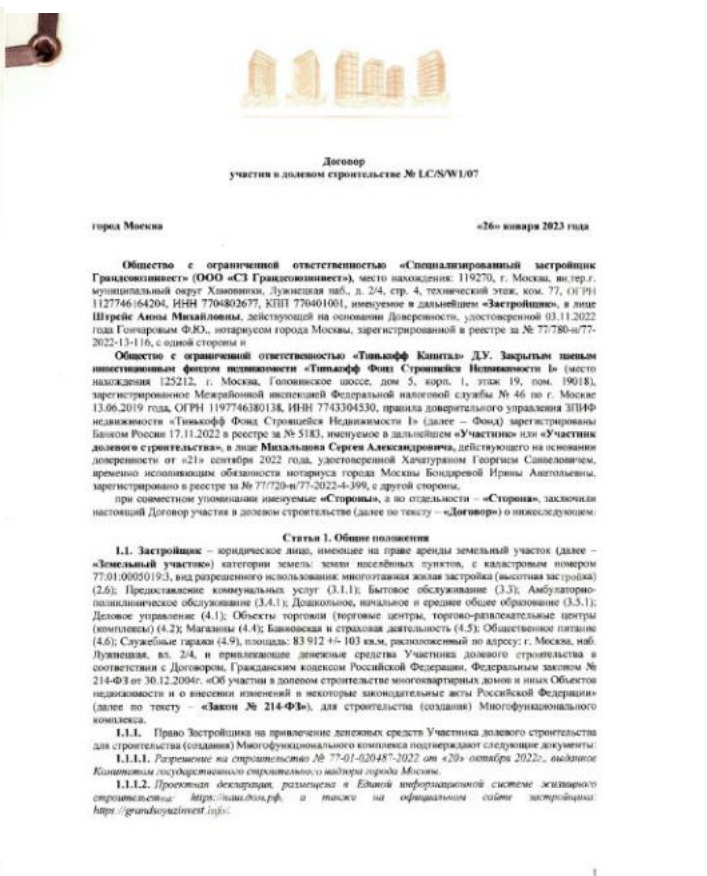 Договор
участия в долевом строительстве № LC/S/W1/07
город Москва «26» января 2023 года
Общество с ограниченной ответственностью «Специализированный застройщик
Грандсоюзинвест» (ООО «СЗ Грандсоюзинвест»), место нахождения: 119270, г. Москва, вн.тер.г.
муниципальный округ Хамовники, Лужнецкая наб., д. 2/4, стр. 4, технический этаж, ком. 77, ОГРН
1127746164204, ИНН 7704802677, КПП 770401001, именуемое в дальнейшем «Застройщик», в лице
Штрейс Анны Михайловны, действующей на основании Доверенности, удостоверенной 03.11.2022
года Гончаровым Ф.Ю., нотариусом города Москвы, зарегистрированной в реестре за № 77/780-н/77-
2022-13-116, с одной стороны и
Общество с ограниченной ответственностью «Тинькофф Капитал» Д.У. Закрытым паевым
инвестиционным фондом недвижимости «Тинькофф Фонд Строящейся Недвижимости I» (место
нахождения 125212, г. Москва, Головинское шоссе, дом 5, корп. 1, этаж 19, пом. 19018),
зарегистрированное Межрайонной инспекцией Федеральной налоговой службы № 46 по г. Москве
13.06.2019 года, ОГРН 1197746380138, ИНН 7743304530, правила доверительного управления ЗПИФ
недвижимости «Тинькофф Фонд Строящейся Недвижимости I» (далее – Фонд) зарегистрированы
Банком России 17.11.2022 в реестре за № 5183, именуемое в дальнейшем «Участник» или «Участник
долевого строительства», в лице Михальцова Сергея Александровича, действующего на основании
доверенности от «21» сентября 2022 года, удостоверенной Хачатуряном Георгием Санвеловичем,
временно исполняющим обязанности нотариуса города Москвы Бондаревой Ирины Анатольевны,
зарегистрировано в реестре за № 77/720-н/77-2022-4-399, с другой стороны,
при совместном упоминании именуемые «Стороны», а по отдельности – «Сторона», заключили
настоящий Договор участия в долевом строительстве (далее по тексту – «Договор») о нижеследующем:
Статья 1. Общие положения
1.1. Застройщик – юридическое лицо, имеющее на праве аренды земельный участок (далее –
«Земельный участок») категории земель: земли населённых пунктов, с кадастровым номером
77:01:0005019:3, вид разрешенного использования: многоэтажная жилая застройка (высотная застройка)
(2.6); Предоставление коммунальных услуг (3.1.1); Бытовое обслуживание (3.3); Амбулаторно-
поликлиническое обслуживание (3.4.1); Дошкольное, начальное и среднее общее образование (3.5.1);
Деловое управление (4.1); Объекты торговли (торговые центры, торгово-развлекательные центры
(комплексы) (4.2); Магазины (4.4); Банковская и страховая деятельность (4.5); Общественное питание
(4.6); Служебные гаражи (4.9), площадь: 83 912 +/- 103 кв.м, расположенный по адресу: г. Москва, наб.
Лужнецкая, вл. 2/4, и привлекающее денежные средства Участника долевого строительства в
соответствии с Договором, Гражданским кодексом Российской Федерации, Федеральным законом №
214-ФЗ от 30.12.2004г. «Об участии в долевом строительстве многоквартирных домов и иных Объектов
недвижимости и о внесении изменений в некоторые законодательные акты Российской Федерации»
(далее по тексту – «Закон № 214-ФЗ»), для строительства (создания) Многофункционального
комплекса.
1.1.1. Право Застройщика на привлечение денежных средств Участника долевого строительства
для строительства (создания) Многофункционального комплекса подтверждают следующие документы:
1.1.1.1. Разрешение на строительство № 77-01-020487-2022 от «20» октября 2022г., выданное
Комитетом государственного строительного надзора города Москвы.
1.1.1.2. Проектная декларация, размещена в Единой информационной системе жилищного
строительства: https://наш.дом.рф, а также на официальном сайте застройщика:
https://grandsoyuzinvest.info/.
1